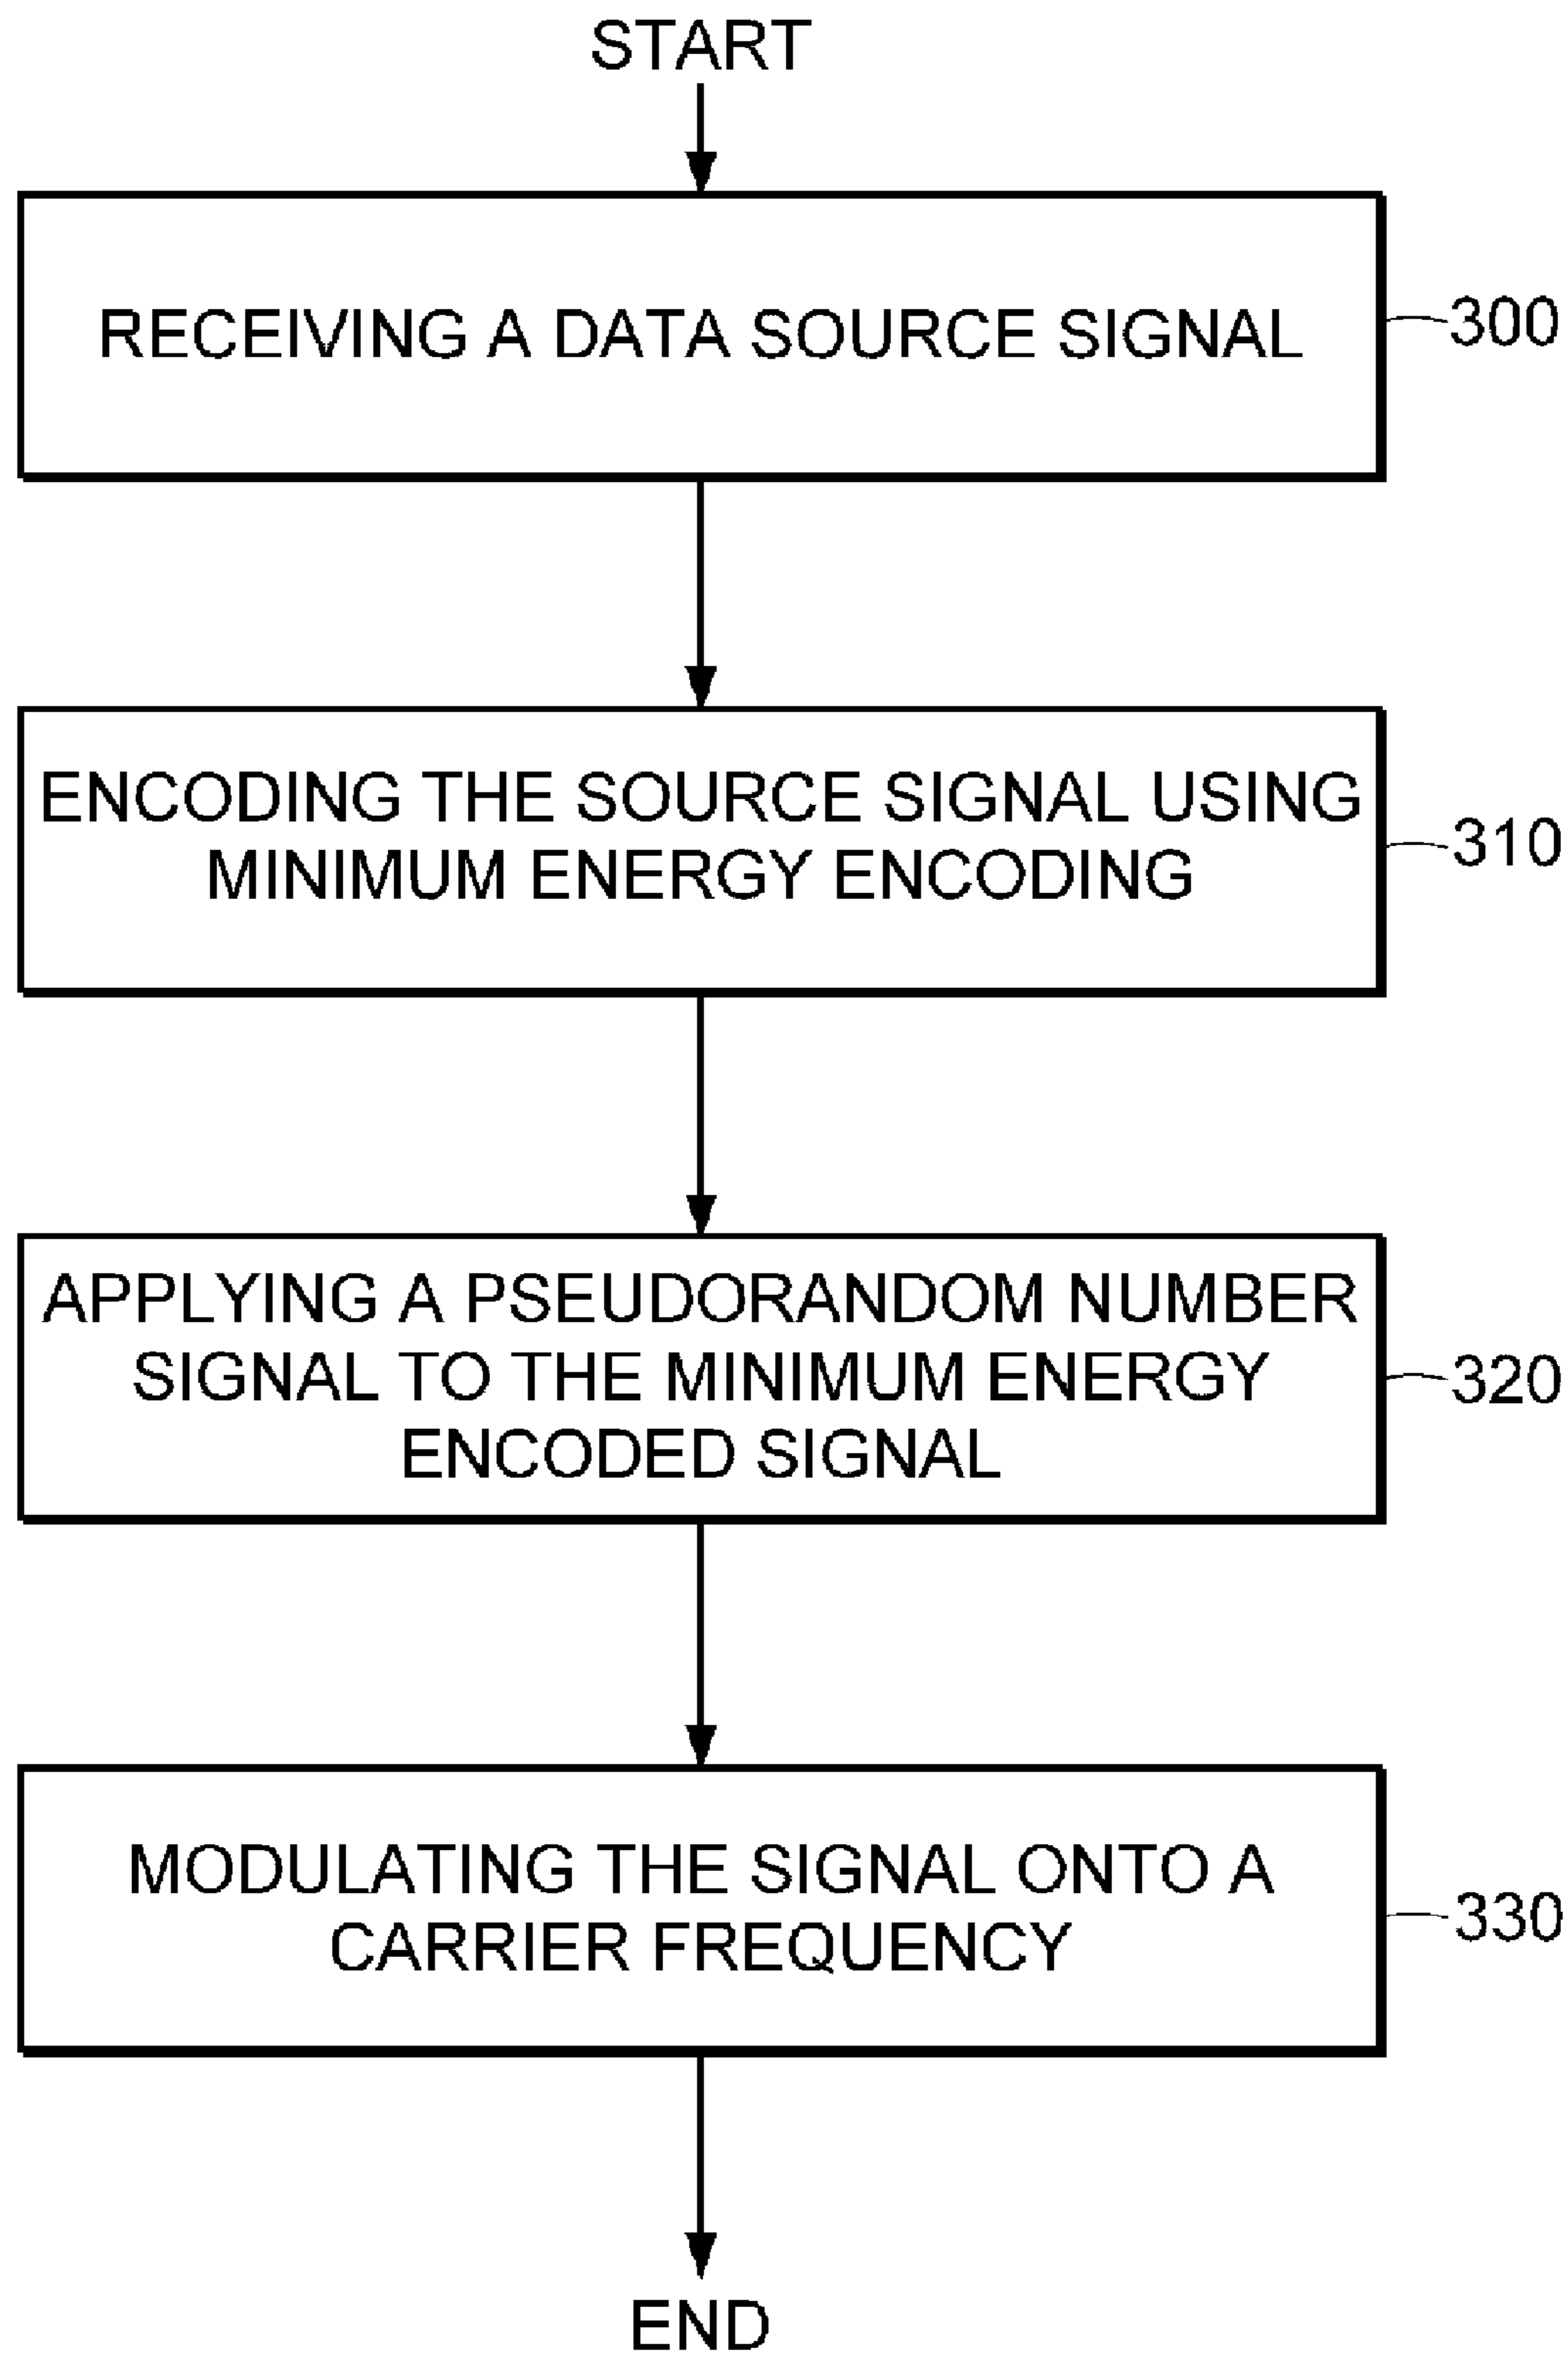 START
RECEIVING A DATA SOURCE SIGNAL
300
ENCODING THE SOURCE SIGNAL USING
MINIMUM ENERGY ENCODING
310
APPLYING A PSEUDORANDOM NUMBER
SIGNAL TO THE MINIMUM ENERGY
ENCODED SIGNAL
320
MODULATING THE SIGNAL ONTO A
CARRIER FREQUENCY
330
END